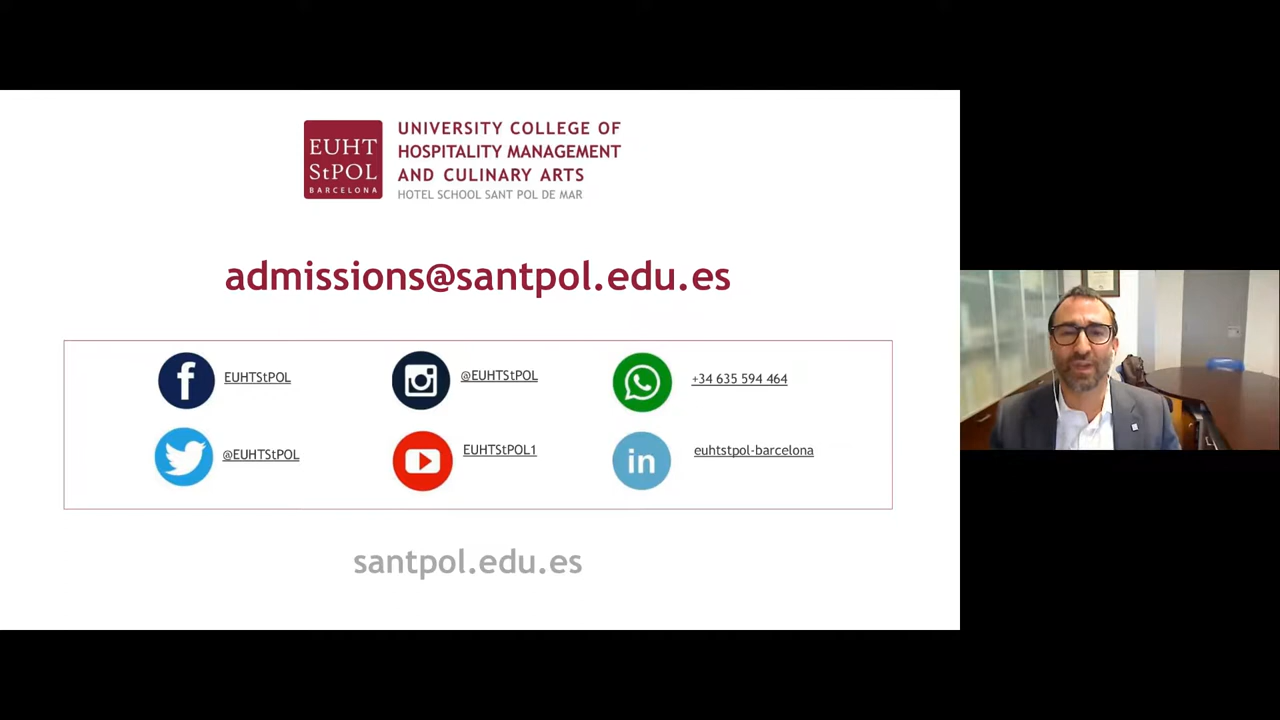 EUHT
StPOL
BARCELONA
UNIVERSITY COLLEGE OF
HOSPITALITY MANAGEMENT
AND CULINARY ARTS
HOTEL SCHOOL SANT POL DE MAR
admissions@santpol.edu.es
EUHTStPOL
@EUHTStPOL
+34 635 594 464
@EUHTStPOL
EUHTStPOL1
euhtstpol-barcelona
santpol.edu.es